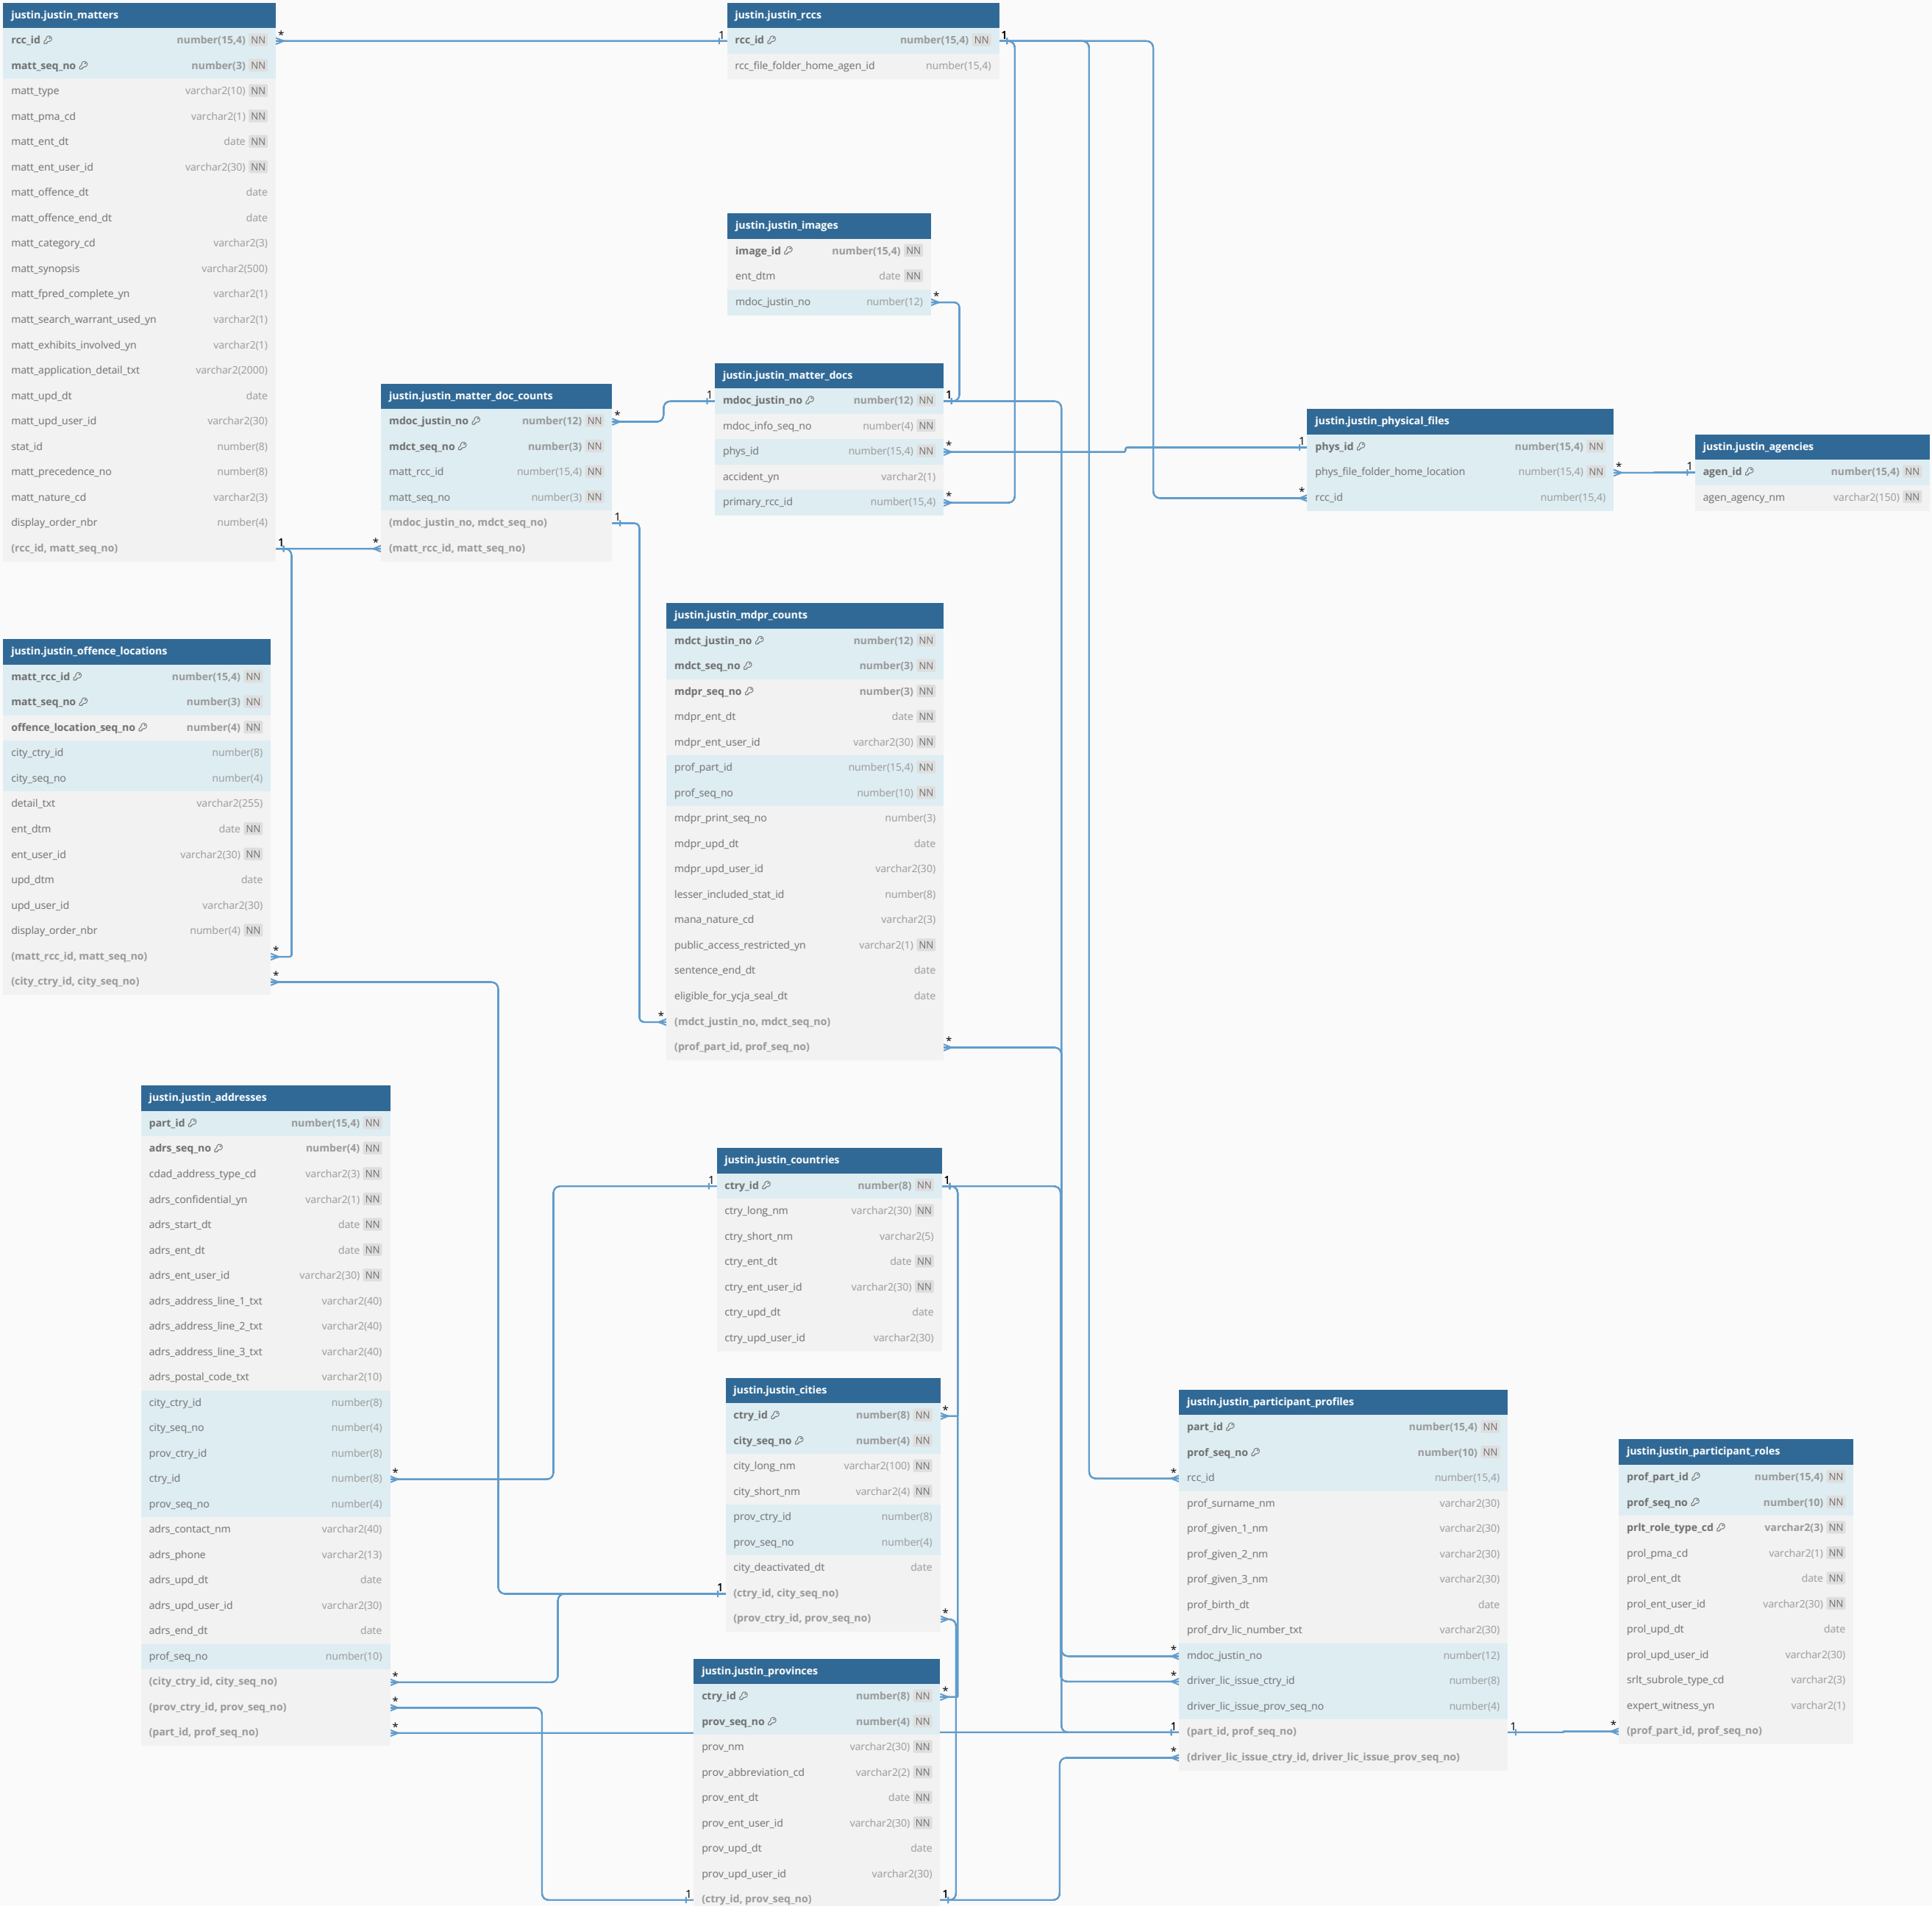 justin.justin_matters
rcc_id number(15,4) NN
matt_seq_no number(3) NN
matt_type varchar2(10) NN
matt_pma_cd varchar2(1) NN
matt_ent_dt date NN
matt_ent_user_id varchar2(30) NN
matt_offence_dt date
matt_offence_end_dt date
matt_category_cd varchar2(3)
matt_synopsis varchar2(500)
matt_fpred_complete_yn varchar2(1)
matt_search_warrant_used_yn varchar2(1)
matt_exhibits_involved_yn varchar2(1)
matt_application_detail_txt varchar2(2000)
matt_upd_dt date
matt_upd_user_id varchar2(30)
stat_id number(8)
matt_precedence_no number(8)
matt_nature_cd varchar2(3)
display_order_nbr number(4)
(rcc_id, matt_seq_no)
* 1
1 *
justin.justin_rccs
rcc_id number(15,4) NN
rcc_file_folder_home_agen_id number(15,4)
1
justin.justin_images
image_id number(15,4) NN
ent_dtm date NN
mdoc_justin_no number(12)
*
justin.justin_matter_doc_counts
mdoc_justin_no number(12) NN
mdct_seq_no number(3) NN
matt_rcc_id number(15,4) NN
matt_seq_no number(3) NN
(mdoc_justin_no, mdct_seq_no)
(matt_rcc_id, matt_seq_no)
* 1
1
justin.justin_matter_docs
mdoc_justin_no number(12) NN
mdoc_info_seq_no number(4) NN
phys_id number(15,4) NN
accident_yn varchar2(1)
primary_rcc_id number(15,4)
1
* 1
*
justin.justin_physical_files
phys_id number(15,4) NN
phys_file_folder_home_location number(15,4) NN
rcc_id number(15,4)
* 1
*
justin.justin_agencies
agen_id number(15,4) NN
agen_agency_nm varchar2(150) NN
justin.justin_mdpr_counts
mdct_justin_no number(12) NN
mdct_seq_no number(3) NN
mdpr_seq_no number(3) NN
mdpr_ent_dt date NN
mdpr_ent_user_id varchar2(30) NN
prof_part_id number(15,4) NN
prof_seq_no number(10) NN
mdpr_print_seq_no number(3)
mdpr_upd_dt date
mdpr_upd_user_id varchar2(30)
lesser_included_stat_id number(8)
mana_nature_cd varchar2(3)
public_access_restricted_yn varchar2(1) NN
sentence_end_dt date
eligible_for_ycja_seal_dt date
(mdct_justin_no, mdct_seq_no)
(prof_part_id, prof_seq_no)
*
*
justin.justin_offence_locations
matt_rcc_id number(15,4) NN
matt_seq_no number(3) NN
offence_location_seq_no number(4) NN
city_ctry_id number(8)
city_seq_no number(4)
detail_txt varchar2(255)
ent_dtm date NN
ent_user_id varchar2(30) NN
upd_dtm date
upd_user_id varchar2(30)
display_order_nbr number(4) NN
(matt_rcc_id, matt_seq_no)
(city_ctry_id, city_seq_no)
*
*
justin.justin_addresses
part_id number(15,4) NN
adrs_seq_no number(4) NN
cdad_address_type_cd varchar2(3) NN
adrs_confidential_yn varchar2(1) NN
adrs_start_dt date NN
adrs_ent_dt date NN
adrs_ent_user_id varchar2(30) NN
adrs_address_line_1_txt varchar2(40)
adrs_address_line_2_txt varchar2(40)
adrs_address_line_3_txt varchar2(40)
adrs_postal_code_txt varchar2(10)
city_ctry_id number(8)
city_seq_no number(4)
prov_ctry_id number(8)
ctry_id number(8)
prov_seq_no number(4)
adrs_contact_nm varchar2(40)
adrs_phone varchar2(13)
adrs_upd_dt date
adrs_upd_user_id varchar2(30)
adrs_end_dt date
prof_seq_no number(10)
(city_ctry_id, city_seq_no)
(prov_ctry_id, prov_seq_no)
(part_id, prof_seq_no)
*
*
*
*
justin.justin_countries
ctry_id number(8) NN
ctry_long_nm varchar2(30) NN
ctry_short_nm varchar2(5)
ctry_ent_dt date NN
ctry_ent_user_id varchar2(30) NN
ctry_upd_dt date
ctry_upd_user_id varchar2(30)
1 1
justin.justin_cities
ctry_id number(8) NN
city_seq_no number(4) NN
city_long_nm varchar2(100) NN
city_short_nm varchar2(4) NN
prov_ctry_id number(8)
prov_seq_no number(4)
city_deactivated_dt date
(ctry_id, city_seq_no)
(prov_ctry_id, prov_seq_no)
*
1
*
justin.justin_provinces
ctry_id number(8) NN
prov_seq_no number(4) NN
prov_nm varchar2(30) NN
prov_abbreviation_cd varchar2(2) NN
prov_ent_dt date NN
prov_ent_user_id varchar2(30) NN
prov_upd_dt date
prov_upd_user_id varchar2(30)
(ctry_id, prov_seq_no)
*
1 1
justin.justin_participant_profiles
part_id number(15,4) NN
prof_seq_no number(10) NN
rcc_id number(15,4)
prof_surname_nm varchar2(30)
prof_given_1_nm varchar2(30)
prof_given_2_nm varchar2(30)
prof_given_3_nm varchar2(30)
prof_birth_dt date
prof_drv_lic_number_txt varchar2(30)
mdoc_justin_no number(12)
driver_lic_issue_ctry_id number(8)
driver_lic_issue_prov_seq_no number(4)
(part_id, prof_seq_no)
(driver_lic_issue_ctry_id, driver_lic_issue_prov_seq_no)
*
*
*
1 1
*
justin.justin_participant_roles
prof_part_id number(15,4) NN
prof_seq_no number(10) NN
prlt_role_type_cd varchar2(3) NN
prol_pma_cd varchar2(1) NN
prol_ent_dt date NN
prol_ent_user_id varchar2(30) NN
prol_upd_dt date
prol_upd_user_id varchar2(30)
srlt_subrole_type_cd varchar2(3)
expert_witness_yn varchar2(1)
(prof_part_id, prof_seq_no)
*